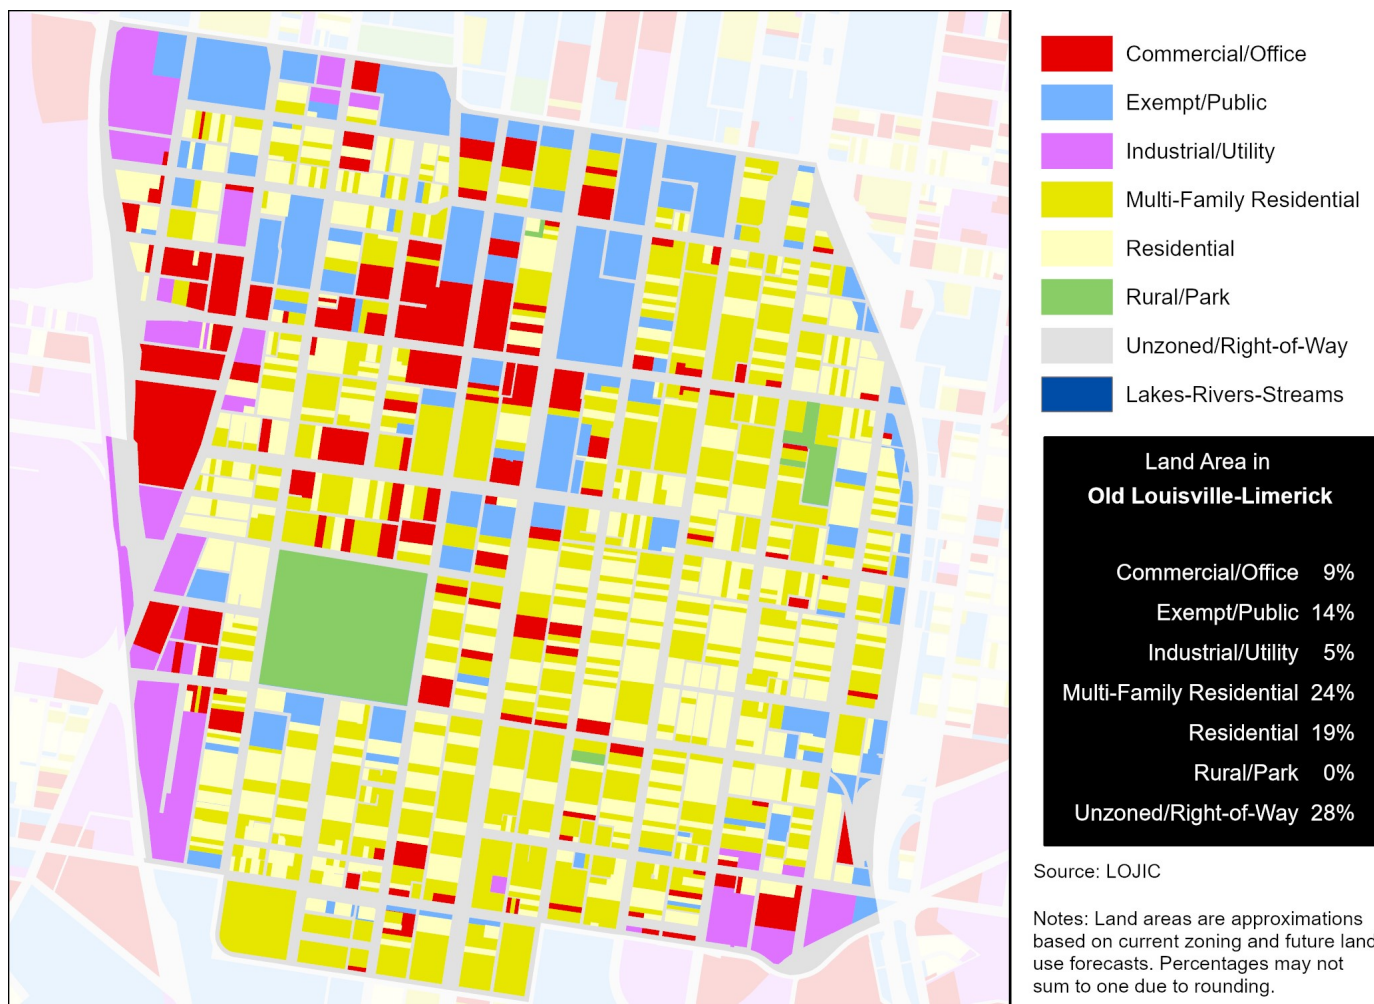 Commercial/Office
Exempt/Public
Industrial/Utility
Multi-Family Residential
Residential
Rural/Park
Unzoned/Right-of-Way
Lakes-Rivers-Streams
Land Area in
Old Louisville-Limerick
Commercial/Office 9%
Exempt/Public 14%
Industrial/Utility 5%
Multi-Family Residential 24%
Residential 19%
Rural/Park 0%
Unzoned/Right-of-Way 28%
Source: LOJIC
Notes: Land areas are approximations
based on current zoning and future land
use forecasts. Percentages may not
sum to one due to rounding.